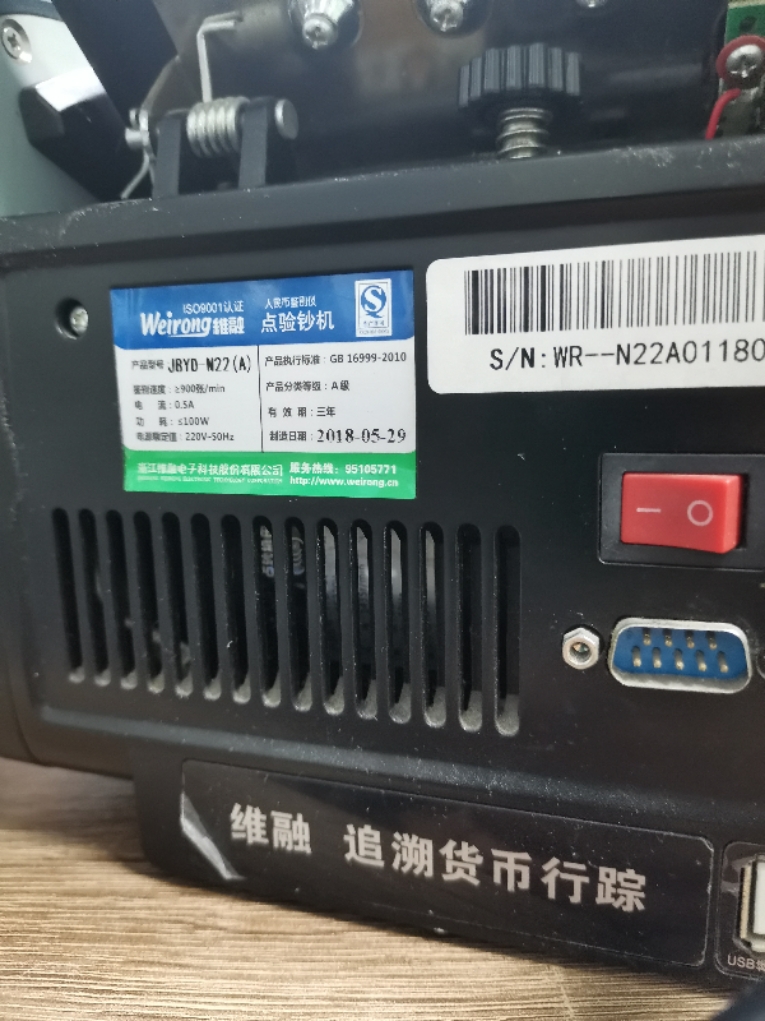 ISO9001认证
Weirong维融
人民币鉴别仪
点验钞机
S/N:WR--N22A01180
产品型号 JBYD-N22(A)
鉴别速度：≥900张/min
电 流：0.5A
功 耗：≤100W
电源额定值：220V~50Hz
产品执行标准：GB 16999-2010
产品分类等级：A级
有 效 期：三年
制造日期：2018-05-29
浙江维融电子科技股份有限公司
服务热线：95105771
http://www.weirong.cn
维融 追溯货币行踪
USB